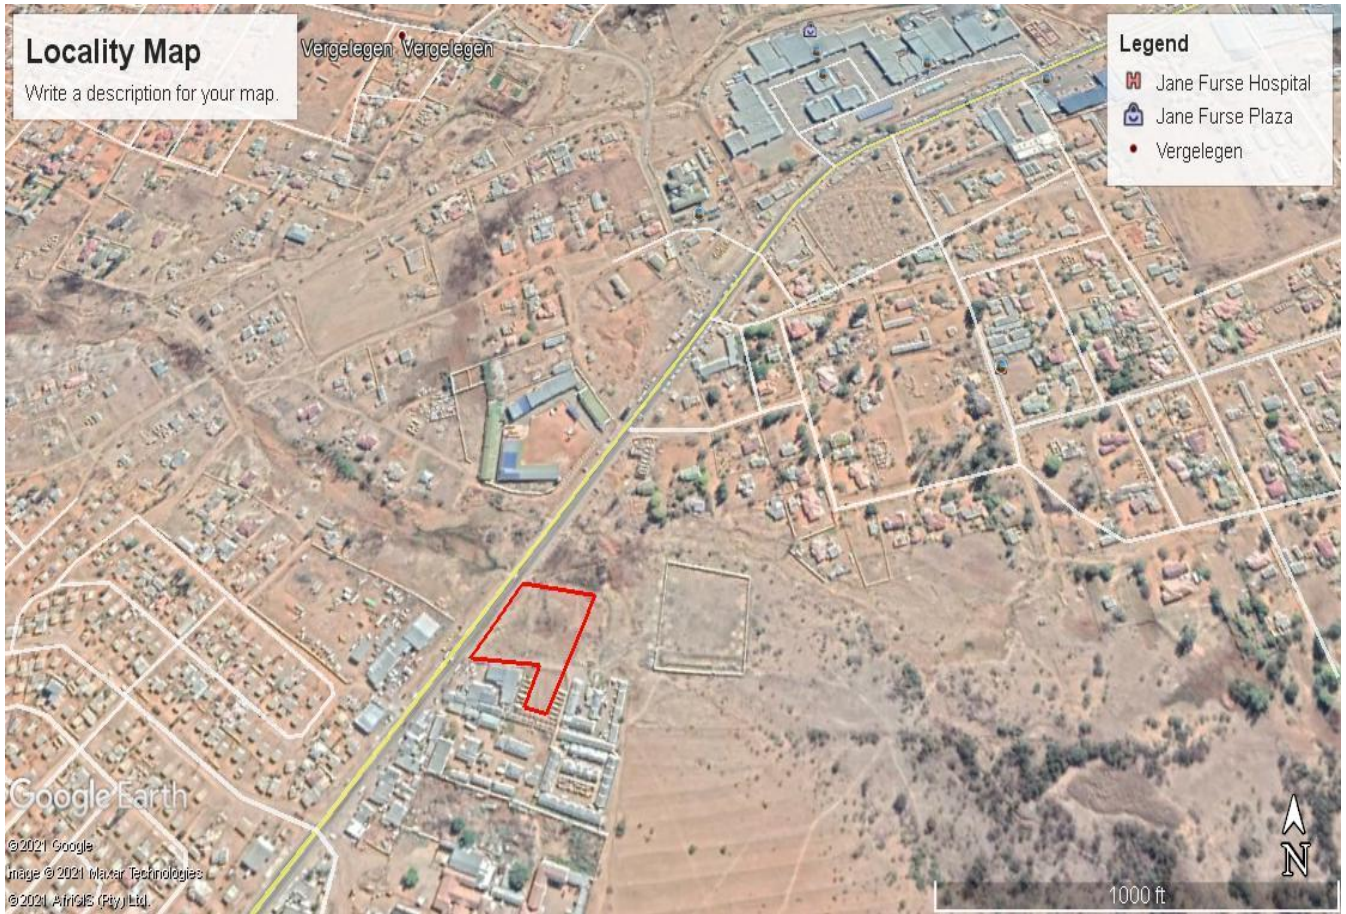 Locality Map
Write a description for your map.
Vergelegen Vergelegen
Legend
H Jane Furse Hospital
Jane Furse Plaza
Vergelegen
Google Earth
©2021 Google
Image © 2021 Maxar Technologies
©2021 AfriGIS (Pty) Ltd.
N
1000 ft